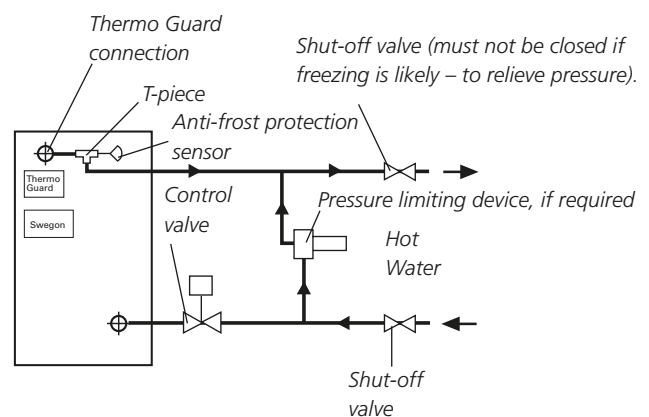 Thermo Guard
connection
Shut-off valve (must not be closed if
freezing is likely – to relieve pressure).
T-piece
Anti-frost protection
sensor
Thermo
Guard
Control
valve
Pressure limiting device, if required
Swegon
Hot
Water
Shut-off
valve